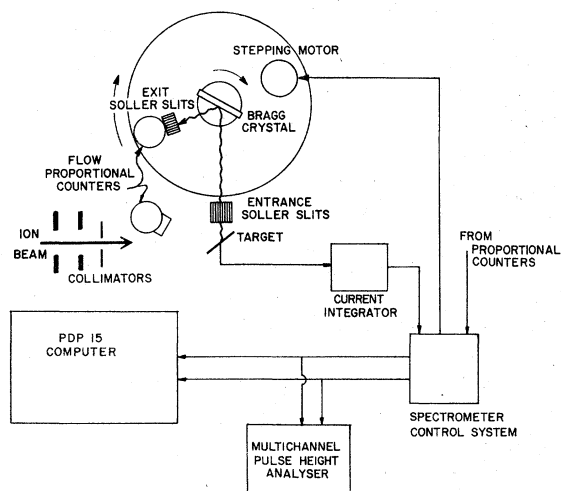 STEPPING MOTOR
EXIT
SOLLER SLITS
BRAGG
CRYSTAL
FLOW
PROPORTIONAL
COUNTERS
ENTRANCE
SOLLER SLITS
TARGET
ION
BEAM
COLLIMATORS
FROM
PROPORTIONAL
COUNTERS
CURRENT
INTEGRATOR
PDP 15
COMPUTER
SPECTROMETER
CONTROL SYSTEM
MULTICHANNEL
PULSE HEIGHT
ANALYSER